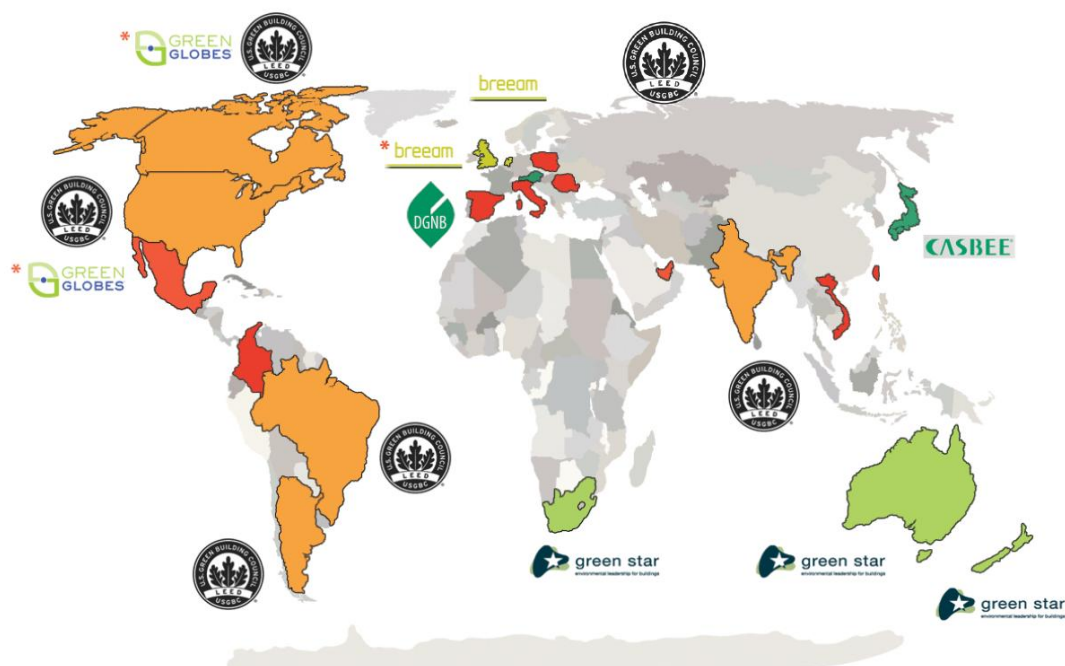 * GREEN
GLOBES
U.S. GREEN BUILDING COUNCIL
LEED
USGBC
®
U.S. GREEN BUILDING COUNCIL
LEED
USGBC
®
breeam
* breeam
U.S. GREEN BUILDING COUNCIL
LEED
USGBC
®
DGNB
CASBEE®
* GREEN
GLOBES
U.S. GREEN BUILDING COUNCIL
LEED
USGBC
®
U.S. GREEN BUILDING COUNCIL
LEED
USGBC
®
U.S. GREEN BUILDING COUNCIL
LEED
USGBC
®
green star
environmental leadership for buildings
green star
environmental leadership for buildings
green star
environmental leadership for buildings